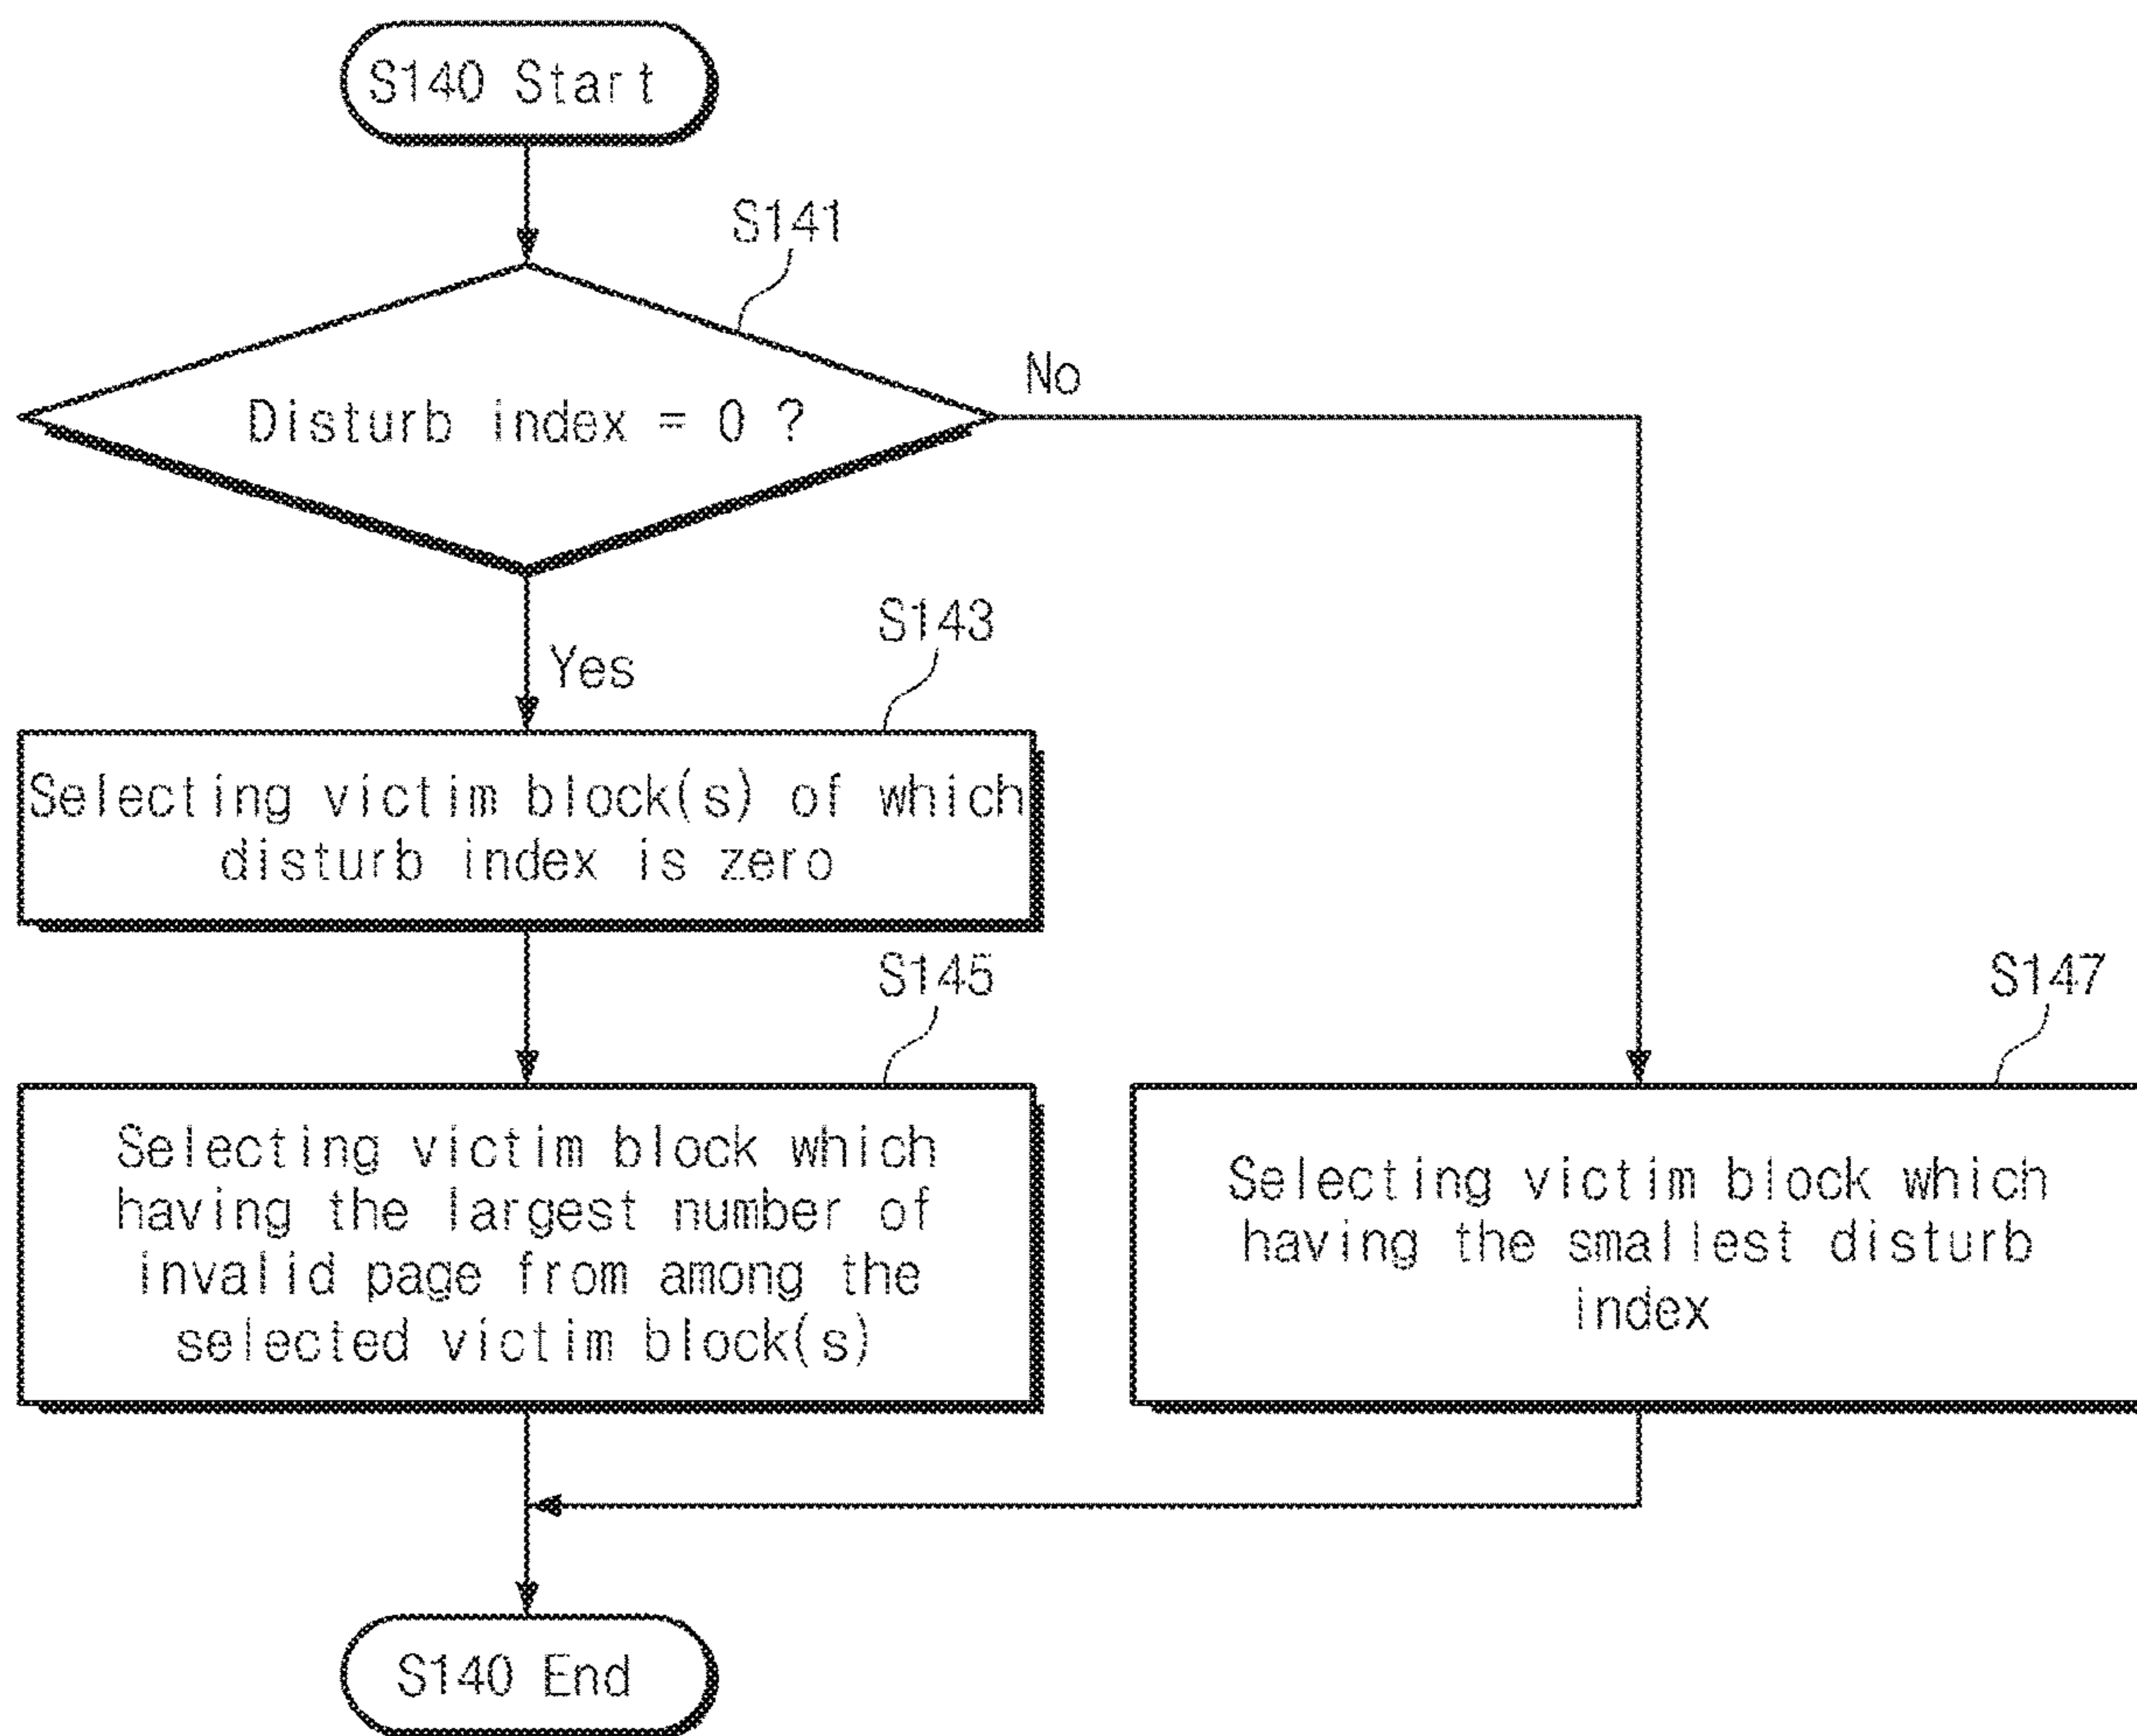 S140 Start
S141
Disturb index = 0 ?
No
Yes
S143
Selecting victim block(s) of which
disturb index is zero
S145
Selecting victim block which
having the largest number of
invalid page from among the
selected victim block(s)
S147
Selecting victim block which
having the smallest disturb
index
S140 End